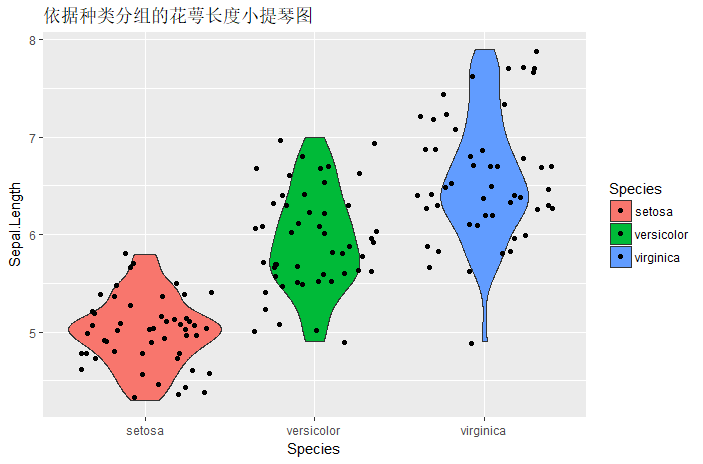 依据种类分组的花萼长度小提琴图
8
7
6
5
Sepal.Length
setosa
versicolor
virginica
Species
Species
setosa
versicolor
virginica